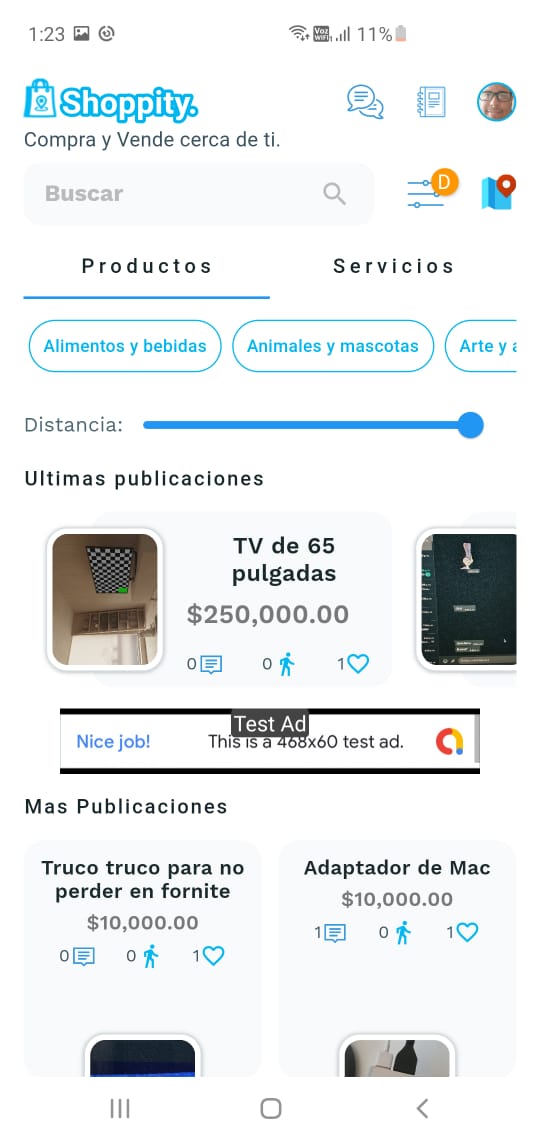 1:23
Voz
WiFi
11%
Shoppity.
Compra y Vende cerca de ti.
Buscar
D
Productos
Servicios
Alimentos y bebidas
Animales y mascotas
Arte y a
Distancia:
Ultimas publicaciones
TV de 65
pulgadas
$250,000.00
0
0
1
Test Ad
Nice job!
This is a 468x60 test ad.
Mas Publicaciones
Truco truco para no
perder en fornite
$10,000.00
0
0
1
Adaptador de Mac
$10,000.00
1
0
1